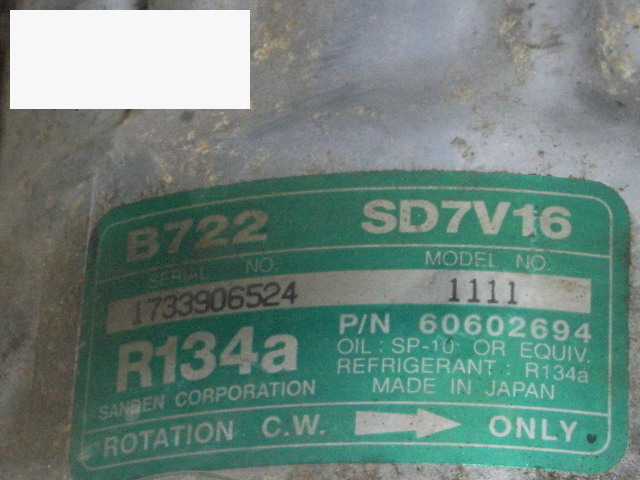 B722 SD7V16
SERIAL NO. MODEL NO.
1733906524 1111
R134a P/N 60602694
OIL : SP-10 OR EQUIV.
REFRIGERANT : R134a
SANDEN CORPORATION MADE IN JAPAN
ROTATION C.W. ONLY